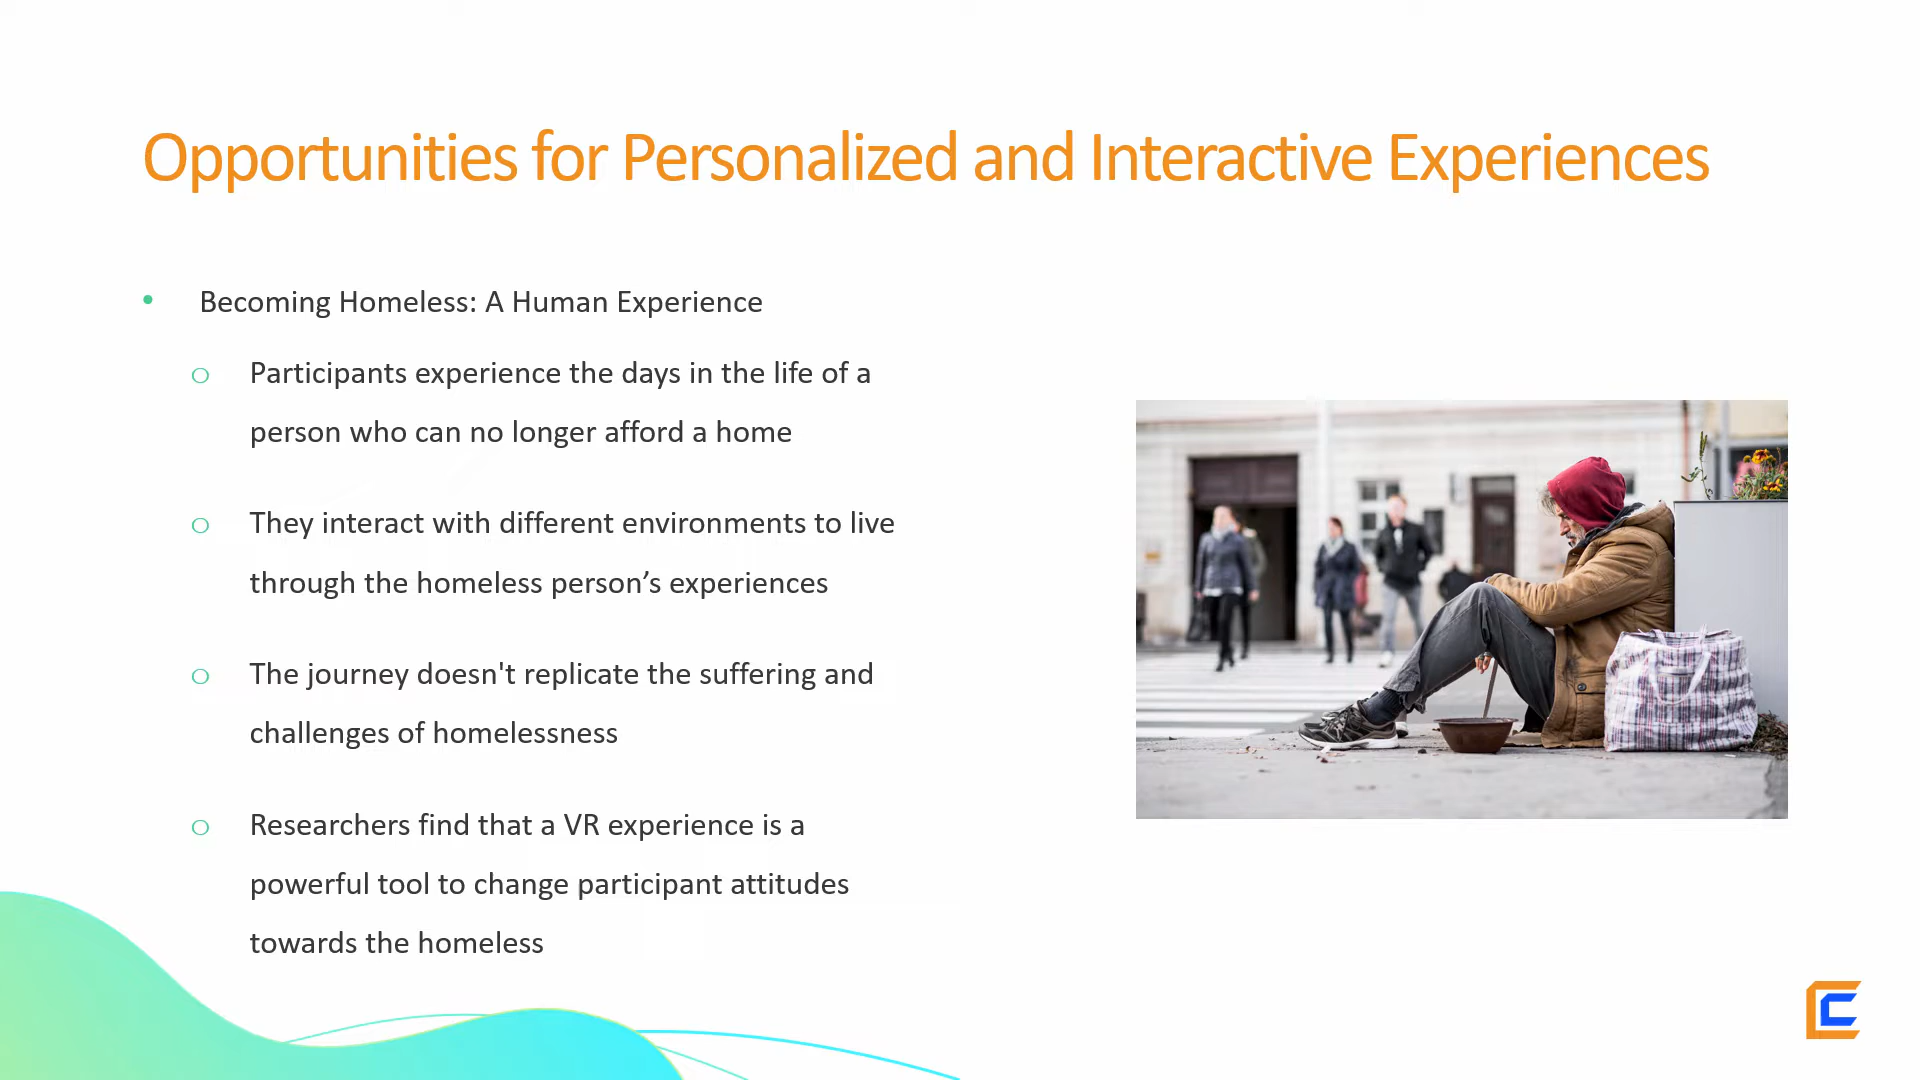 Opportunities for Personalized and Interactive Experiences
• Becoming Homeless: A Human Experience
o Participants experience the days in the life of a
person who can no longer afford a home
o They interact with different environments to live
through the homeless person’s experiences
o The journey doesn't replicate the suffering and
challenges of homelessness
o Researchers find that a VR experience is a
powerful tool to change participant attitudes
towards the homeless